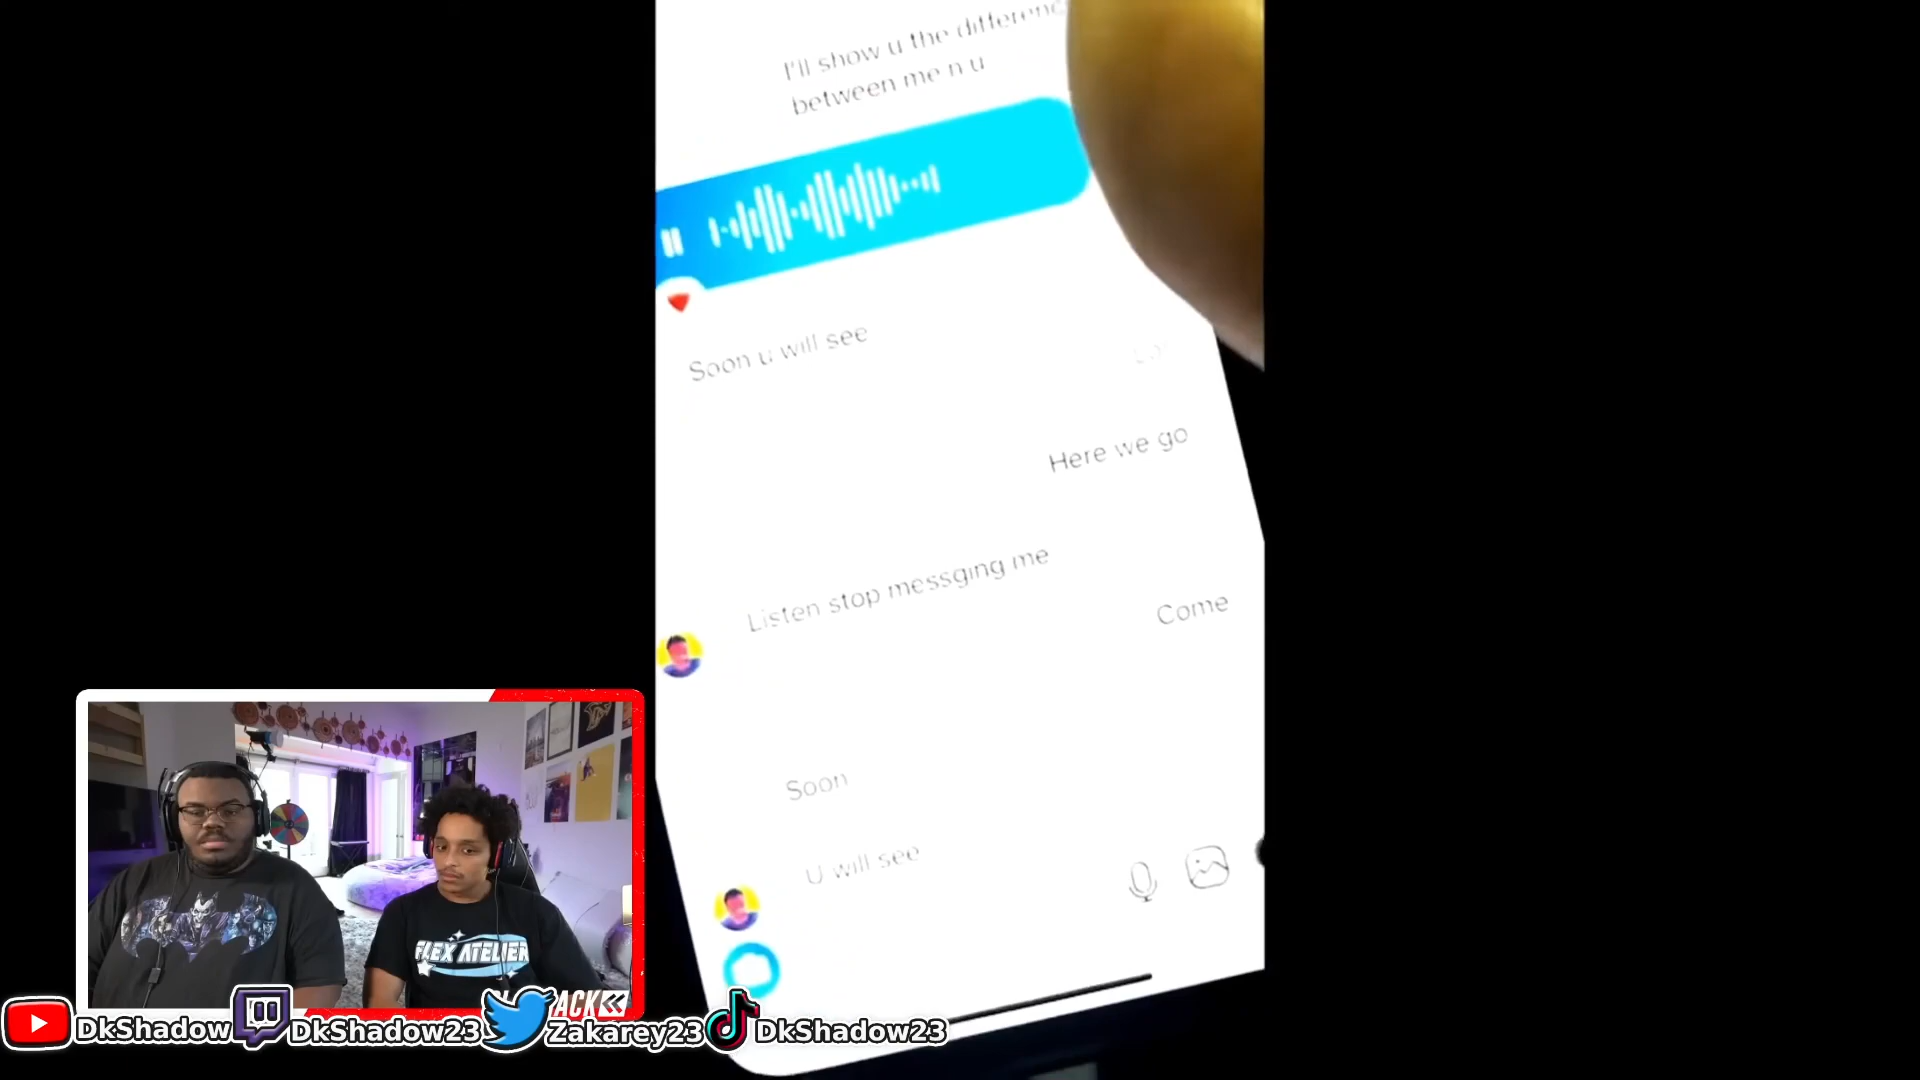 I'll show u the
between me n u
Soon u will see
Here we go
Listen stop messging me
Come
Soon
U will see
FLEX ATELIER
ACK
DkShadow
DkShadow23
Zakarey23
DkShadow23